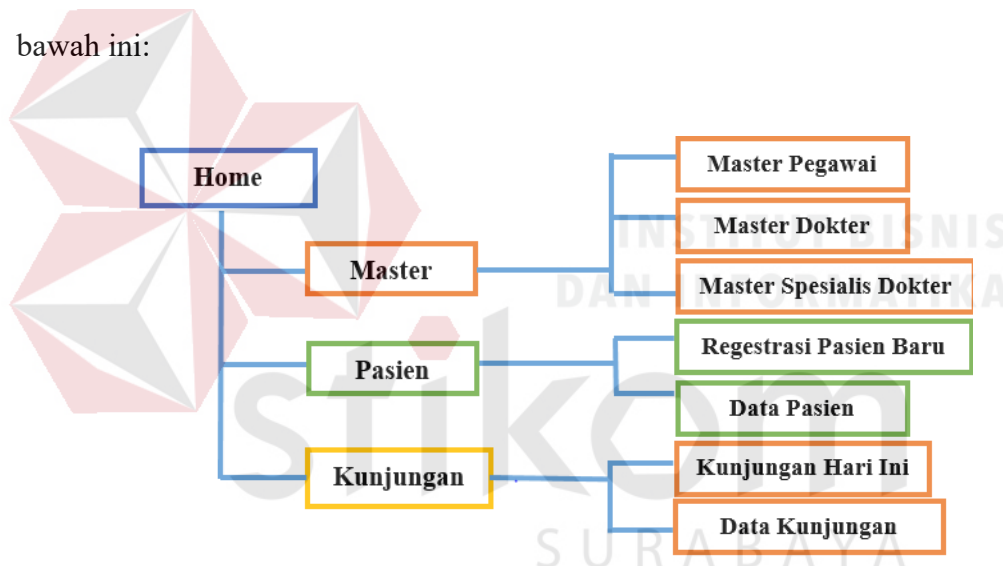 bawah ini:
Home
Master
Master Pegawai
Master Dokter
Master Spesialis Dokter
Pasien
Regestrasi Pasien Baru
Data Pasien
Kunjungan
Kunjungan Hari Ini
Data Kunjungan
INSTITUT BISNIS
DAN INFORMATIKA
stikom
SURABAYA